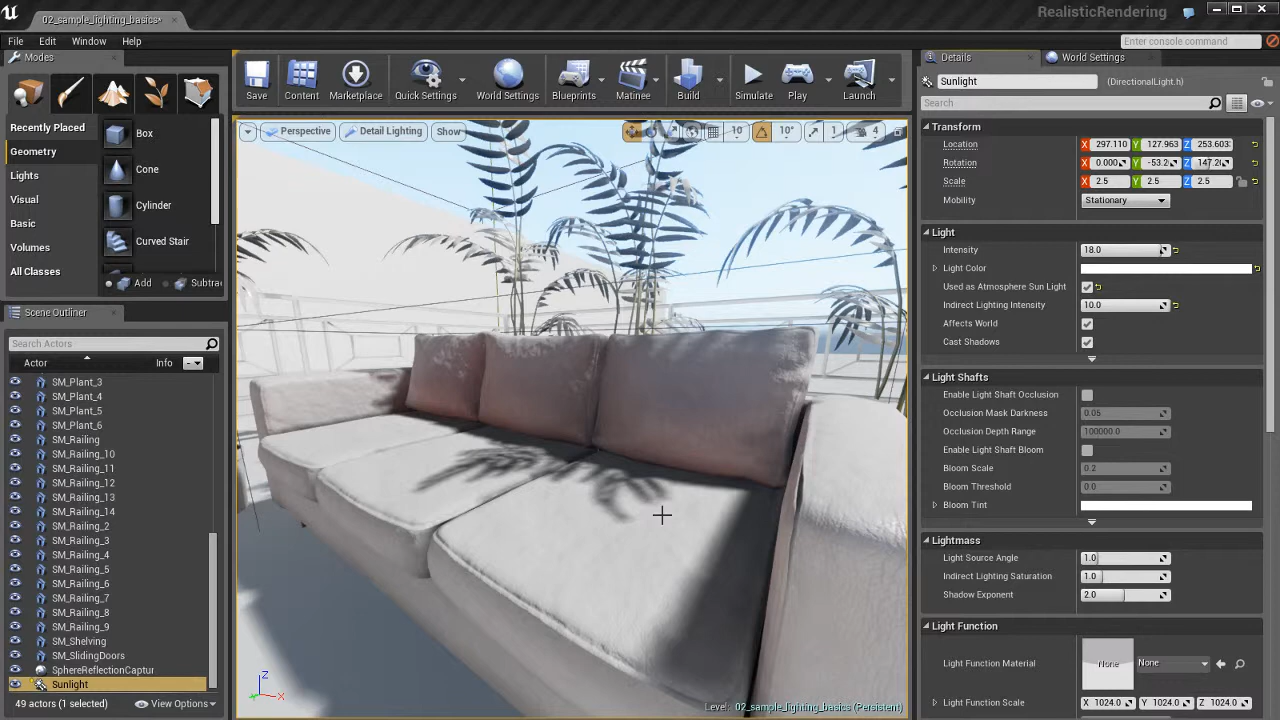 02_sample_lighting_basics*
RealisticRendering
File Edit Window Help
Enter console command
Modes
Save Content Marketplace Quick Settings World Settings Blueprints Matinee Build Simulate Play Launch
Recently Placed
Geometry
Lights
Visual
Basic
Volumes
All Classes
Box
Cone
Cylinder
Curved Stair
Add
Subtra
Perspective Detail Lighting Show
10 10° 1 4
Scene Outliner
Search Actors
Actor Info
SM_Plant_3
SM_Plant_4
SM_Plant_5
SM_Plant_6
SM_Railing
SM_Railing_10
SM_Railing_11
SM_Railing_12
SM_Railing_13
SM_Railing_14
SM_Railing_2
SM_Railing_3
SM_Railing_4
SM_Railing_5
SM_Railing_6
SM_Railing_7
SM_Railing_8
SM_Railing_9
SM_Shelving
SM_SlidingDoors
SphereReflectionCaptur
Sunlight
49 actors (1 selected) View Options
Z
X
Level: 02_sample_lighting_basics (Persistent)
Details World Settings
Sunlight (DirectionalLight.h)
Search
Transform
Location X 297.110 Y 127.963 Z 253.603
Rotation X 0.000 Y -53.2 Z
Scale X 2.5 Y 2.5 Z 2.5
Mobility Stationary
Light
Intensity 18.0
Light Color
Used as Atmosphere Sun Light
Indirect Lighting Intensity 10.0
Affects World
Cast Shadows
Light Shafts
Enable Light Shaft Occlusion
Occlusion Mask Darkness 0.05
Occlusion Depth Range 100000.0
Enable Light Shaft Bloom
Bloom Scale 0.2
Bloom Threshold 0.0
Bloom Tint
Lightmass
Light Source Angle 1.0
Indirect Lighting Saturation 1.0
Shadow Exponent 2.0
Light Function
Light Function Material None None
Light Function Scale X 1024.0 Y 1024.0 Z 1024.0